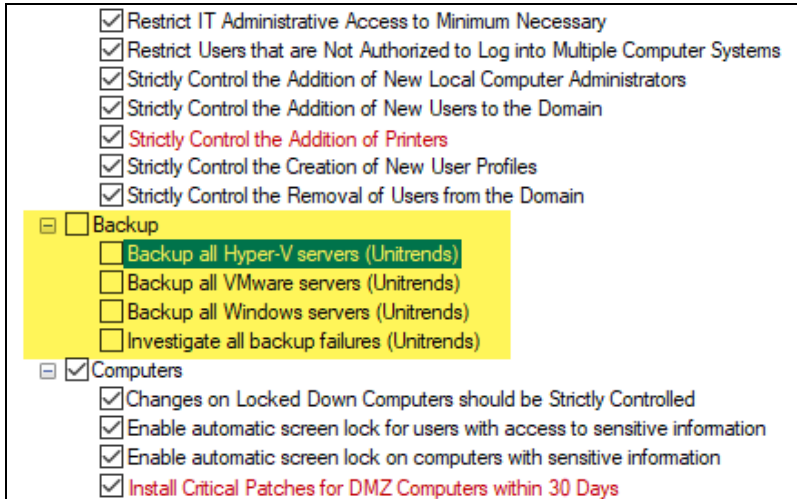 Restrict IT Administrative Access to Minimum Necessary
Restrict Users that are Not Authorized to Log into Multiple Computer Systems
Strictly Control the Addition of New Local Computer Administrators
Strictly Control the Addition of New Users to the Domain
Strictly Control the Addition of Printers
Strictly Control the Creation of New User Profiles
Strictly Control the Removal of Users from the Domain
Backup
Backup all Hyper-V servers (Unitrends)
Backup all VMware servers (Unitrends)
Backup all Windows servers (Unitrends)
Investigate all backup failures (Unitrends)
Computers
Changes on Locked Down Computers should be Strictly Controlled
Enable automatic screen lock for users with access to sensitive information
Enable automatic screen lock on computers with sensitive information
Install Critical Patches for DMZ Computers within 30 Days